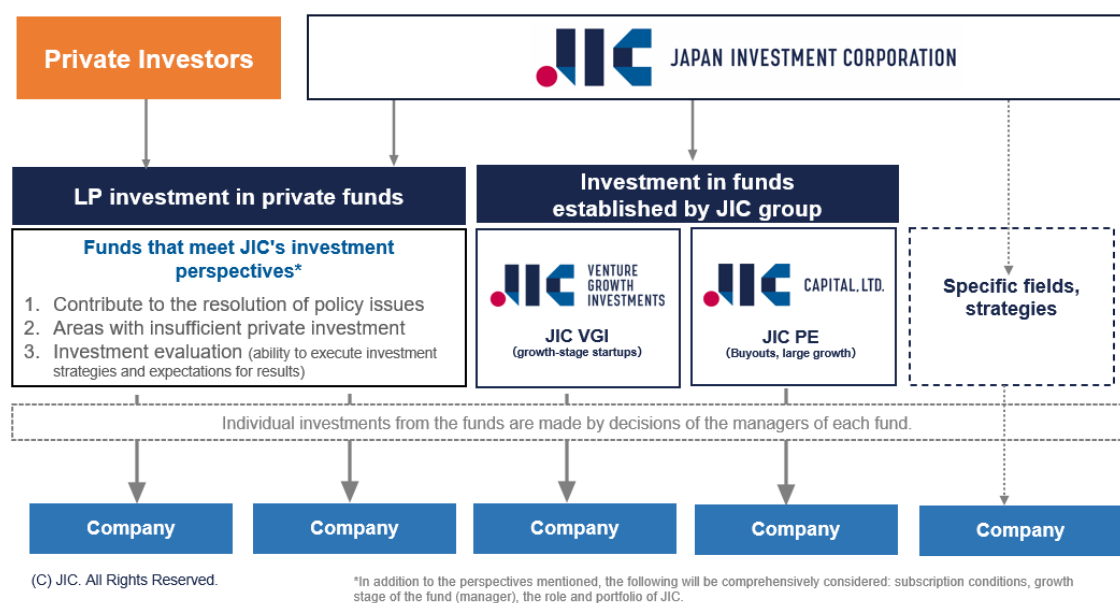 Private Investors
JIC JAPAN INVESTMENT CORPORATION
LP investment in private funds
Investment in funds
established by JIC group
Funds that meet JIC's investment
perspectives*
1. Contribute to the resolution of policy issues
2. Areas with insufficient private investment
3. Investment evaluation (ability to execute investment
strategies and expectations for results)
JIC VENTURE
GROWTH
INVESTMENTS
JIC VGI
(growth-stage startups)
JIC CAPITAL, LTD.
JIC PE
(Buyouts, large growth)
Specific fields,
strategies
Individual investments from the funds are made by decisions of the managers of each fund.
Company
Company
Company
Company
Company
(C) JIC. All Rights Reserved.
*In addition to the perspectives mentioned, the following will be comprehensively considered: subscription conditions, growth
stage of the fund (manager), the role and portfolio of JIC.